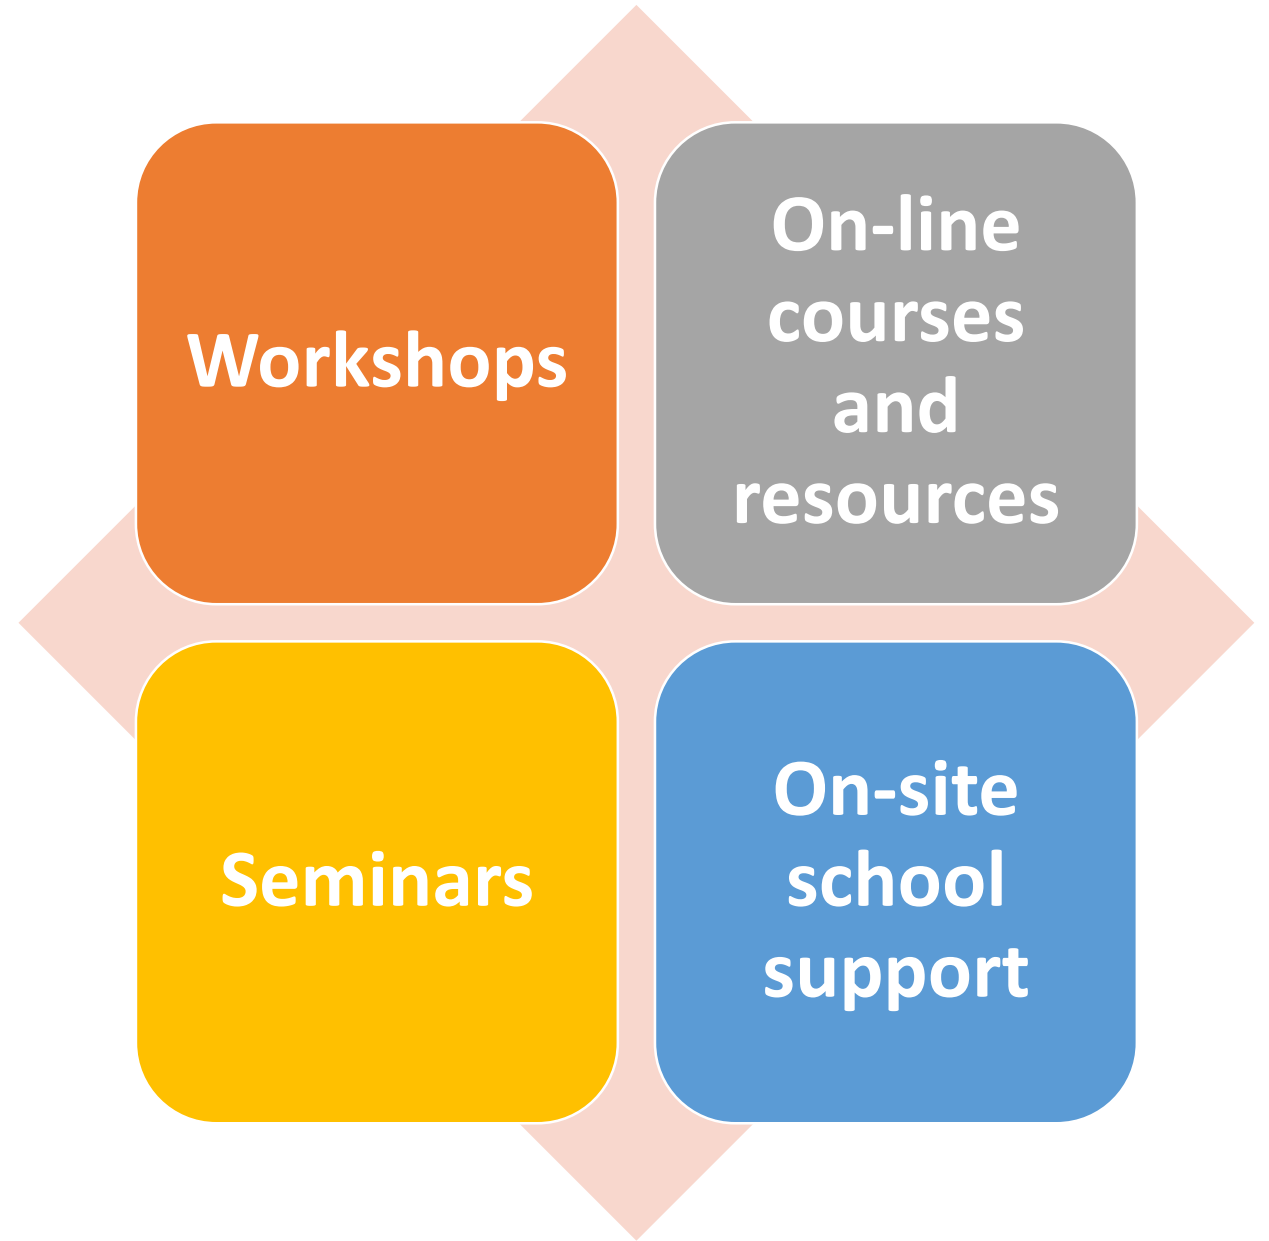 Workshops
On-line
courses
and
resources
Seminars
On-site
school
support